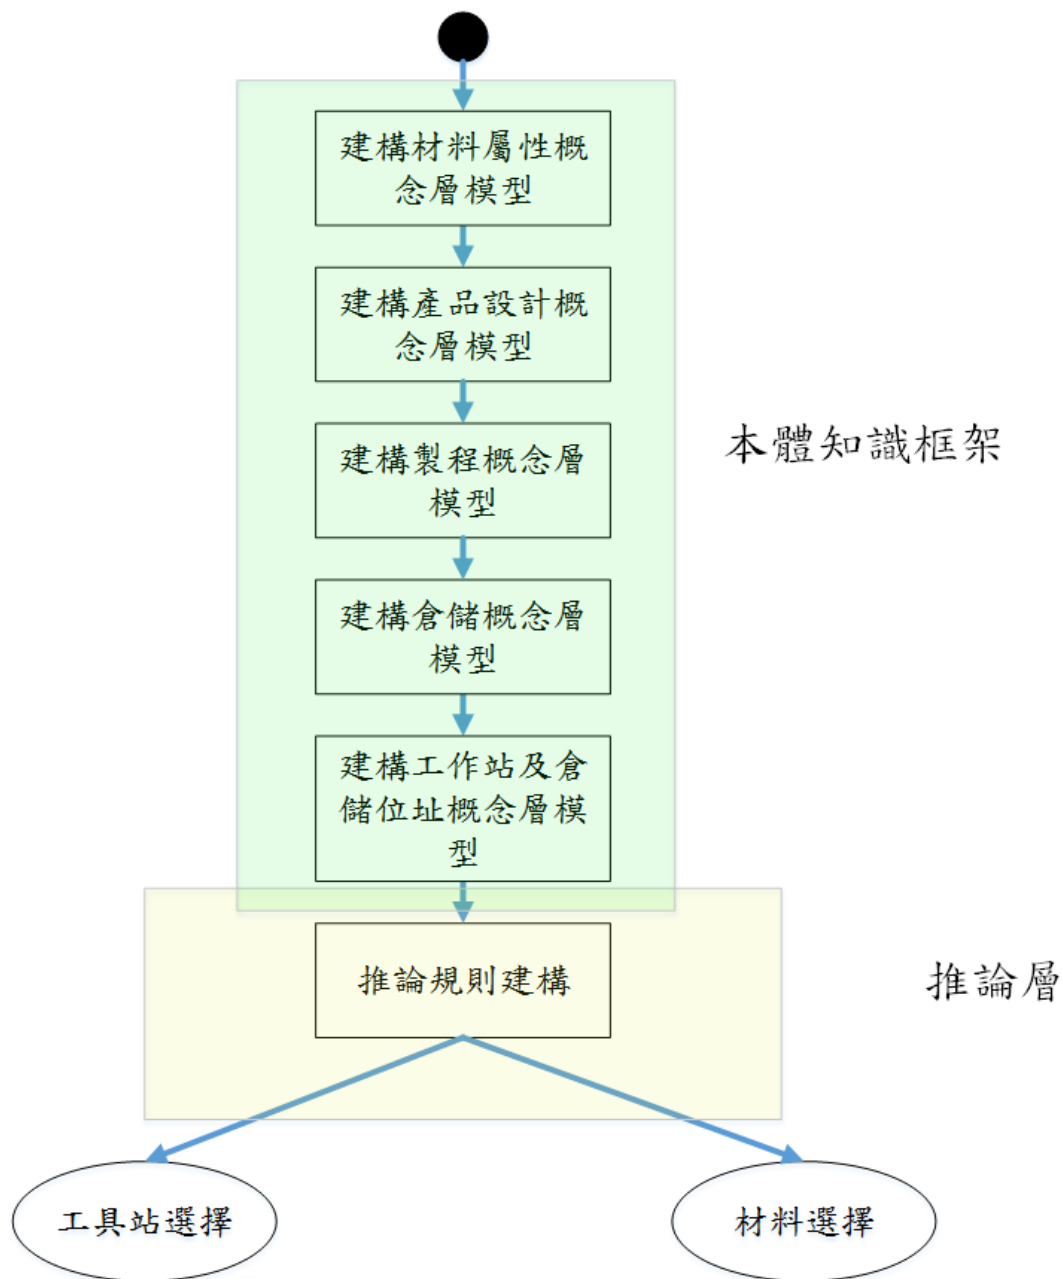 建構材料屬性概
念層模型
建構產品設計概
念層模型
建構製程概念層
模型
本體知識框架
建構倉儲概念層
模型
建構工作站及倉
儲位址概念層模
型
推論規則建構
推論層
工具站選擇
材料選擇